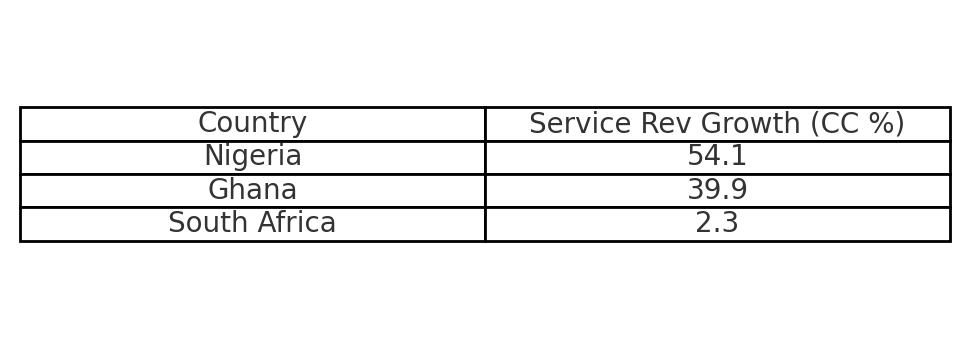 Country Service Rev Growth (CC %)
Nigeria 54.1
Ghana 39.9
South Africa 2.3